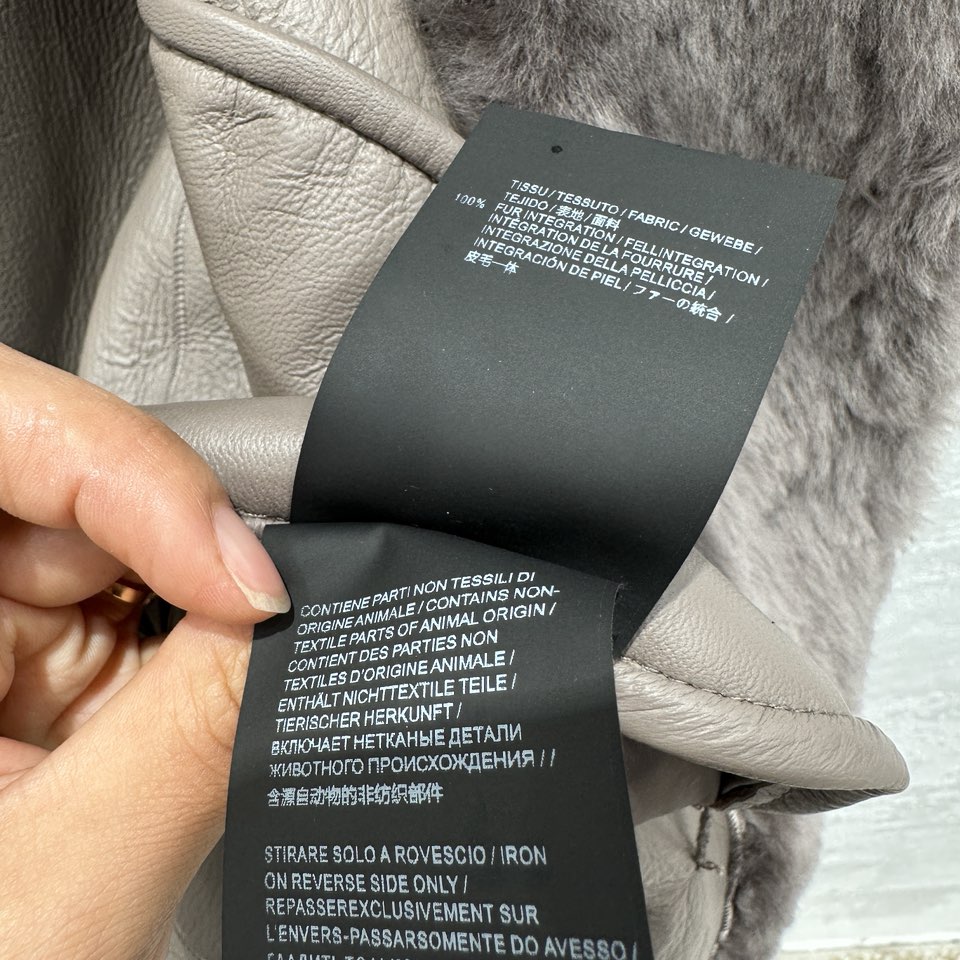 TISSU / TESSUTO / FABRIC / GEWEBE /
100% TEJIDO / 表地 / 面料
FUR INTEGRATION / FELLINTEGRATION /
INTÉGRATION DE LA FOURRURE /
INTEGRAZIONE DELLA PELLICCIA /
INTEGRACIÓN DE PIEL / ファーの統合 /
皮毛一体
CONTIENE PARTI NON TESSILI DI
ORIGINE ANIMALE / CONTAINS NON-
TEXTILE PARTS OF ANIMAL ORIGIN /
CONTIENT DES PARTIES NON
TEXTILES D'ORIGINE ANIMALE /
ENTHÄLT NICHTTEXTILE TEILE /
TIERISCHER HERKUNFT /
ВКЛЮЧАЕТ НЕТКАНЫЕ ДЕТАЛИ
ЖИВОТНОГО ПРОИСХОЖДЕНИЯ / /
含源自动物的非纺织部件
STIRARE SOLO A ROVESCIO / IRON
ON REVERSE SIDE ONLY /
REPASSEREXCLUSIVEMENT SUR
L'ENVERS-PASSARSOMENTE DO AVESSO /